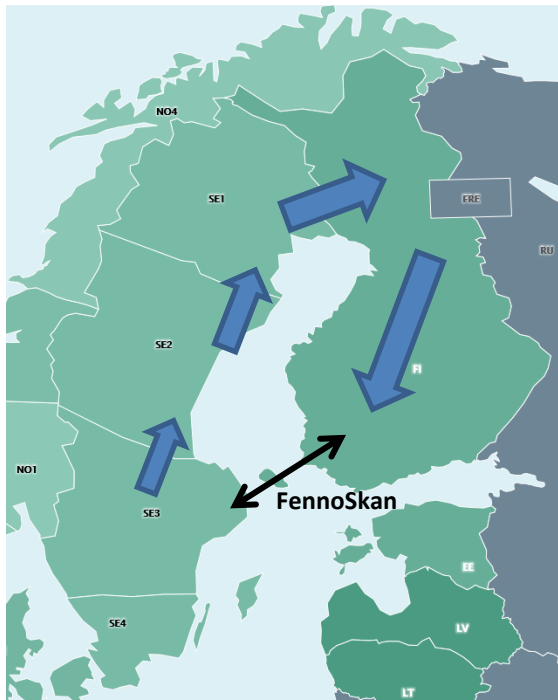 NO4
SE1
FRE
RU
SE2
FI
NO1
FennoSkan
SE3
EE
SE4
LV
LT